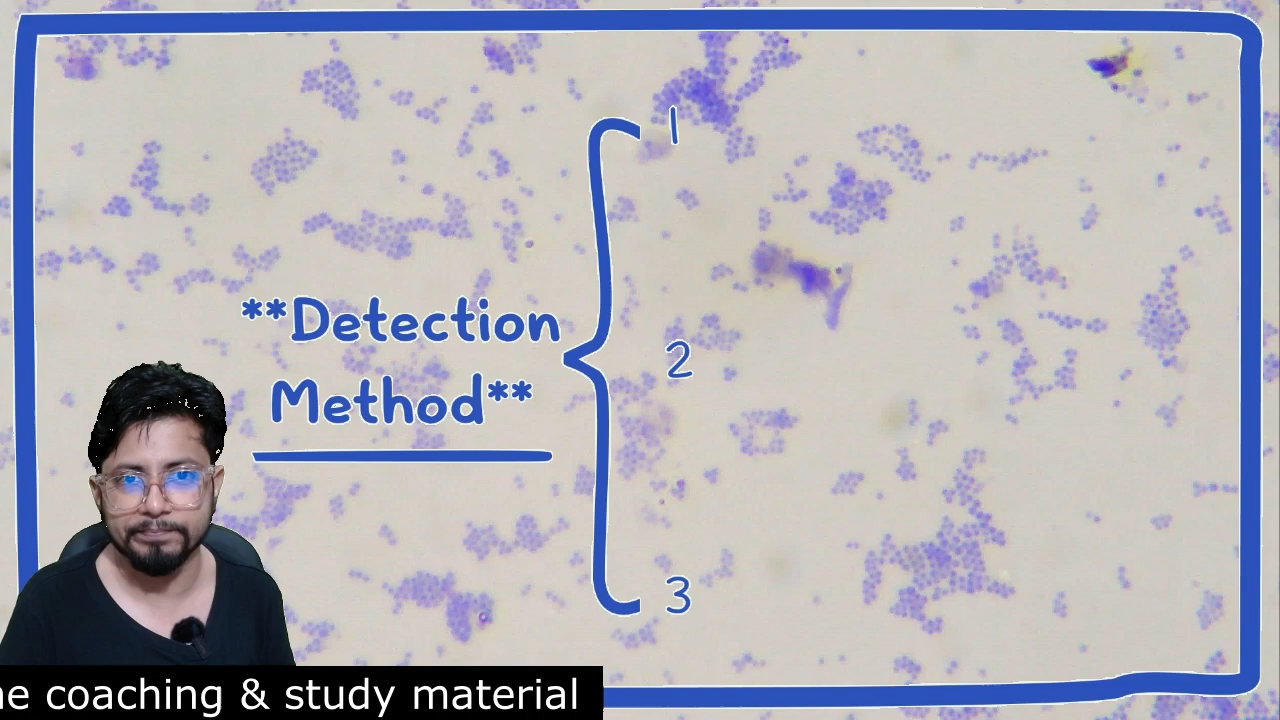 **Detection
Method**
1
2
3
coaching & study material